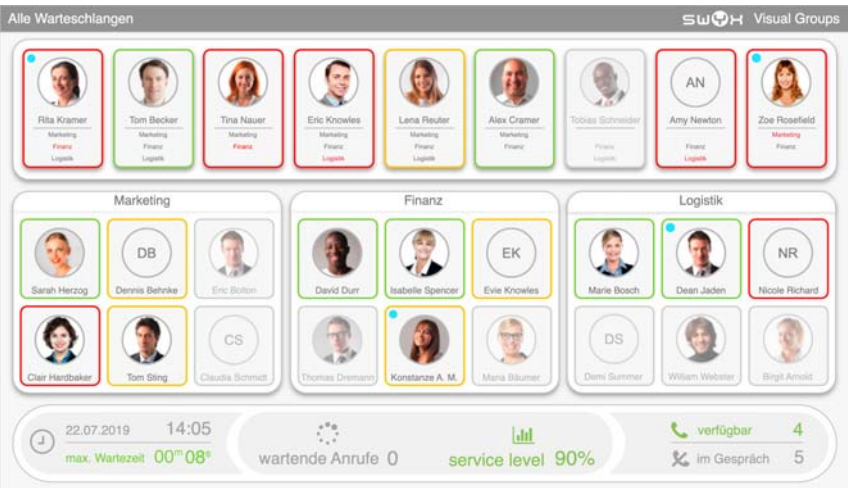 Alle Warteschlangen
swyx Visual Groups
Rita Kramer
Marketing
Finanz
Logistik
Tom Becker
Marketing
Finanz
Logistik
Tina Nauer
Marketing
Finanz
Eric Knowles
Marketing
Finanz
Logistik
Lena Reuter
Marketing
Finanz
Logistik
Alex Cramer
Marketing
Finanz
Tobias Schneider
Finanz
Logistik
AN
Amy Newton
Finanz
Logistik
Zoe Rosefield
Marketing
Finanz
Marketing
Sarah Herzog
DB
Dennis Behnke
Eric Bolton
Clair Hardbaker
Tom Sting
CS
Claudia Schmidt
Finanz
David Durr
Isabelle Spencer
EK
Evie Knowles
Thomas Dremann
Konstanze A. M.
Maria Bäumer
Logistik
Marie Bosch
Dean Jaden
NR
Nicole Richard
DS
Demi Summer
William Webster
Birgit Arnold
22.07.2019 14:05
max. Wartezeit 00m 08s
wartende Anrufe 0
service level 90%
verfügbar 4
im Gespräch 5